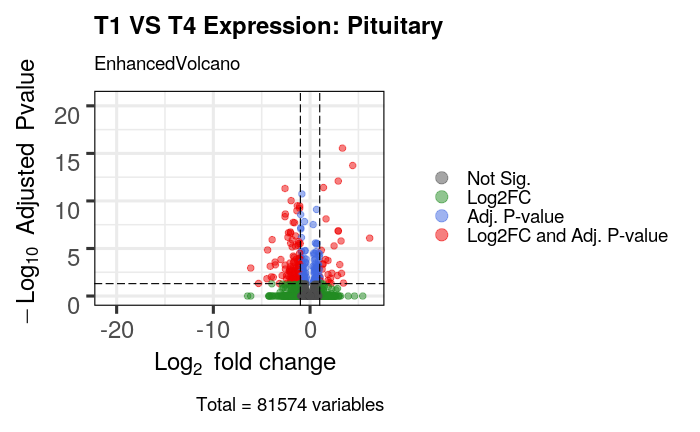 T1 VS T4 Expression: Pituitary
EnhancedVolcano
− Log10 Adjusted Pvalue
20
15
10
5
0
-20
-10
0
Log2 fold change
Not Sig.
Log2FC
Adj. P-value
Log2FC and Adj. P-value
Total = 81574 variables